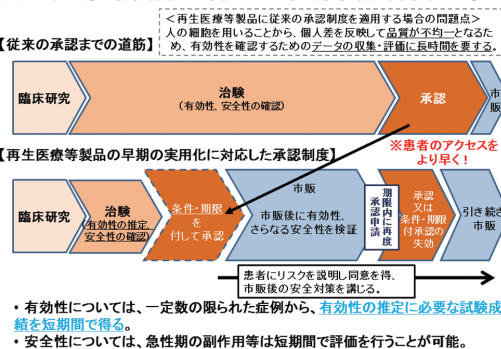 <再生医療等製品に従来の承認制度を適用する場合の問題点>
人の細胞を用いることから、個人差を反映して品質が不均一となるた
め、有効性を確認するためのデータの収集・評価に長時間を要する。
【従来の承認までの道筋】
臨床研究
治験
(有効性、安全性の確認)
承認
市
販
※患者のアクセスを
より早く!
【再生医療等製品の早期の実用化に対応した承認制度】
臨床研究
治験
(有効性の推定、
安全性の確認)
条件・期限
を
付して承認
市販
市販後に有効性、
さらなる安全性を検証
期限内に再度
承認申請
承認
又は
条件・期限
付承認の
失効
引き続き
市販
患者にリスクを説明し同意を得、
市販後の安全対策を講じる。
・有効性については、一定数の限られた症例から、有効性の推定に必要な試験成
績を短期間で得る。
・安全性については、急性期の副作用等は短期間で評価を行うことが可能。